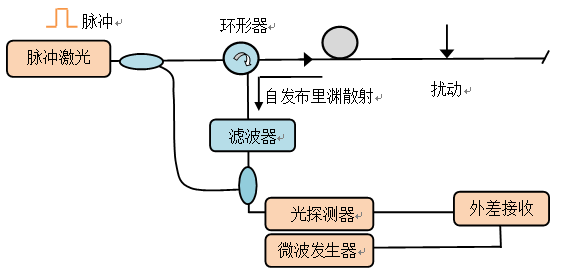 脉冲
环形器
脉冲激光
扰动
自发布里渊散射
滤波器
光探测器
外差接收
微波发生器